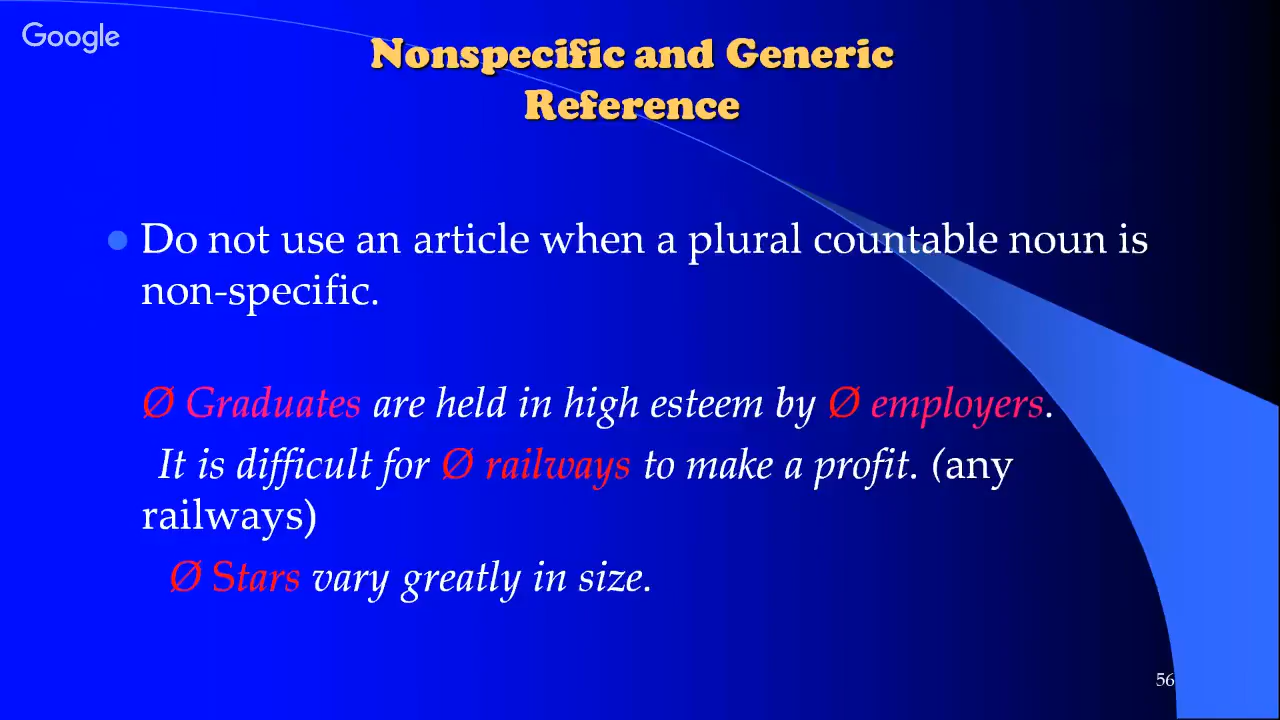 Google
Nonspecific and Generic
Reference
Do not use an article when a plural countable noun is
non-specific.
Ø Graduates are held in high esteem by Ø employers.
It is difficult for Ø railways to make a profit. (any
railways)
Ø Stars vary greatly in size.
56